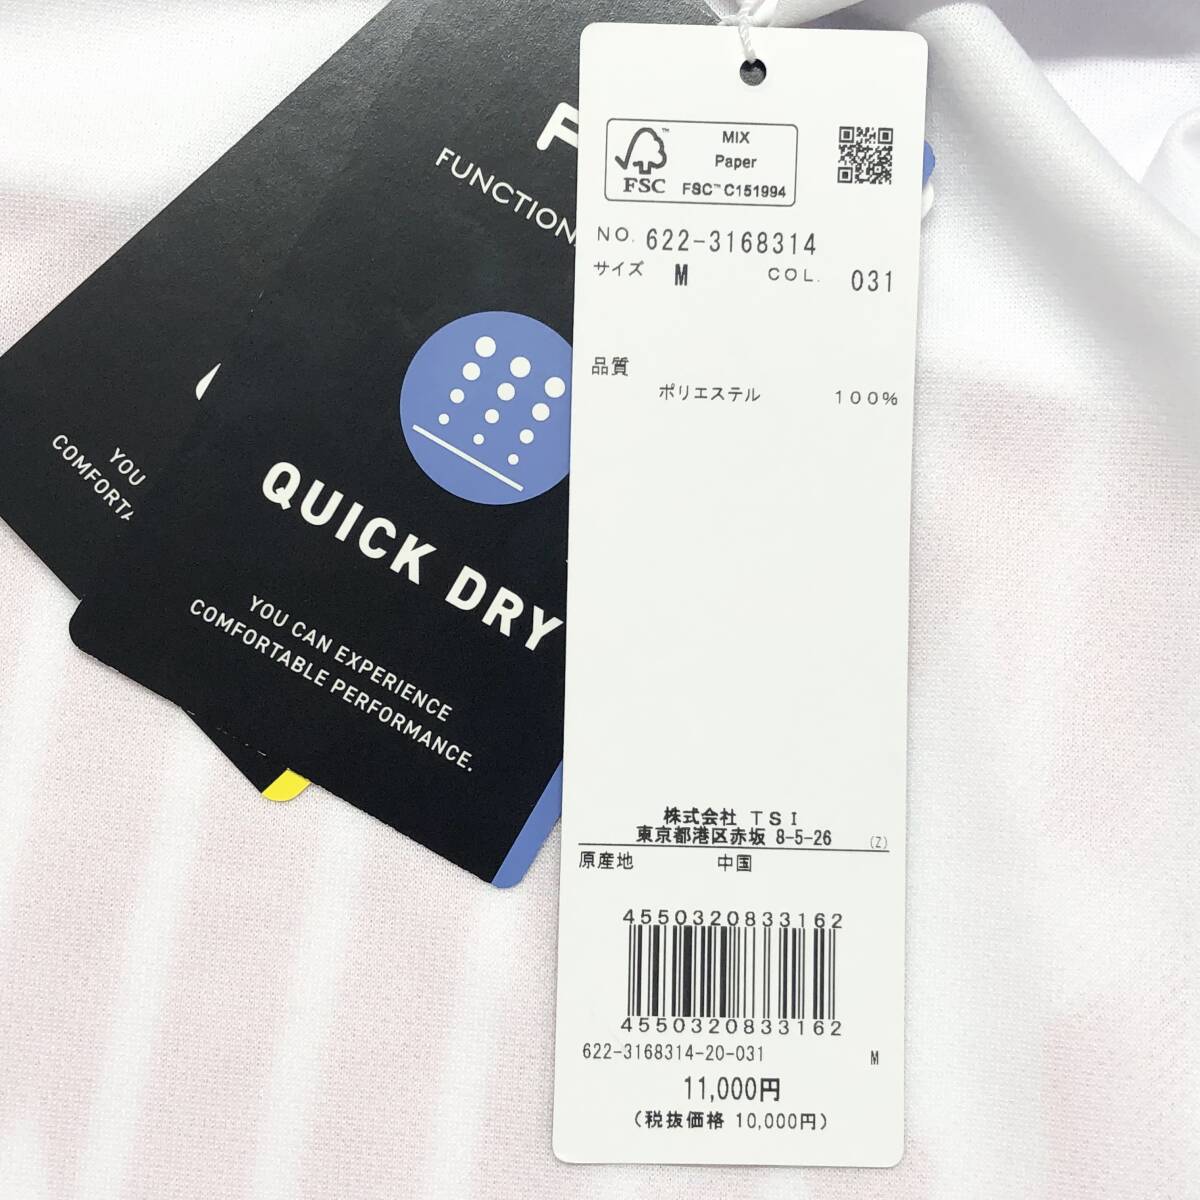 FUNCTION
QUICK DRY
YOU CAN EXPERIENCE
COMFORTABLE PERFORMANCE.
YOU
FSC™
MIX
Paper
FSC™ C151994
NO. 622-3168314
サイズ M COL. 031
品質
ポリエステル 100%
株式会社 TSI
東京都港区赤坂 8-5-26 (Z)
原産地 中国
4550320833162
4550320833162
622-3168314-20-031 M
11,000円
(税抜価格 10,000円)